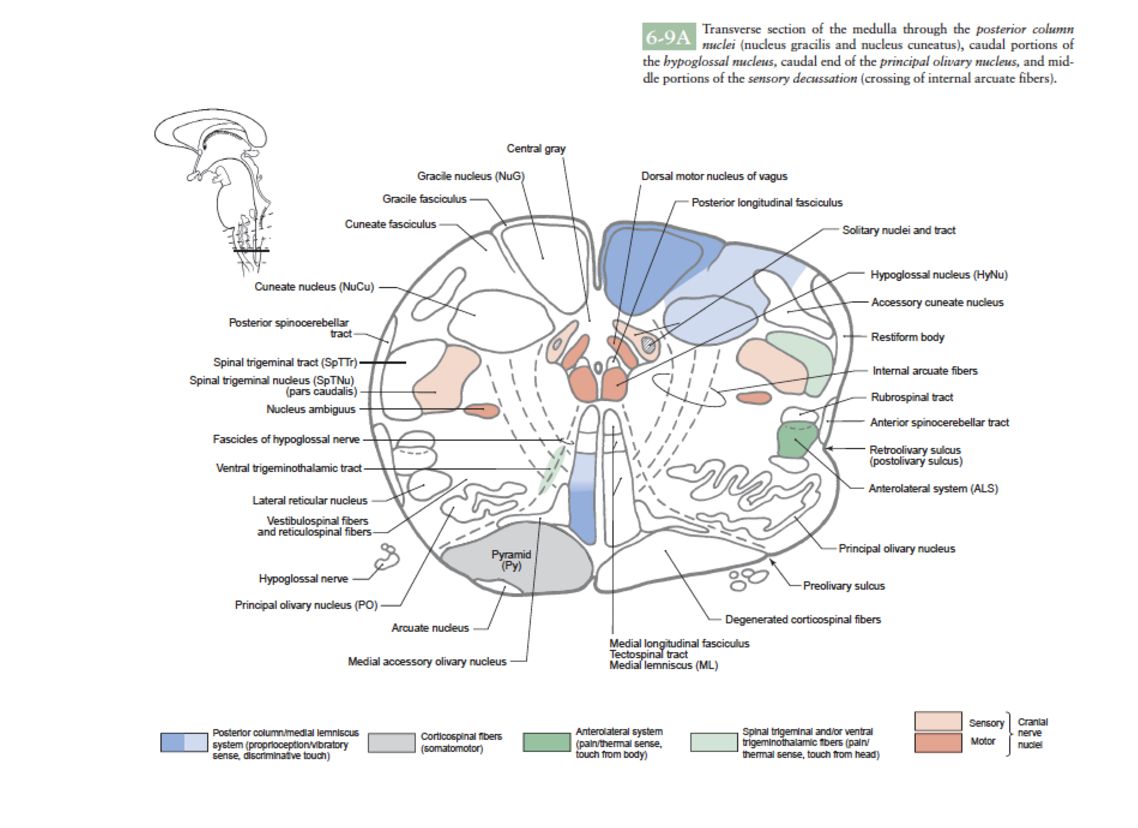 6-9A Transverse section of the medulla through the posterior column
nuclei (nucleus gracilis and nucleus cuneatus), caudal portions of
the hypoglossal nucleus, caudal end of the principal olivary nucleus, and mid-
dle portions of the sensory decussation (crossing of internal arcuate fibers).
Central gray
Gracile nucleus (NuG)
Gracile fasciculus
Cuneate fasciculus
Cuneate nucleus (NuCu)
Posterior spinocerebellar
tract
Spinal trigeminal tract (SpTTr)
Spinal trigeminal nucleus (SpTNu)
(pars caudalis)
Nucleus ambiguus
Fascicles of hypoglossal nerve
Ventral trigeminothalamic tract
Lateral reticular nucleus
Vestibulospinal fibers
and reticulospinal fibers
Hypoglossal nerve
Principal olivary nucleus (PO)
Arcuate nucleus
Medial accessory olivary nucleus
Pyramid
(Py)
Dorsal motor nucleus of vagus
Posterior longitudinal fasciculus
Solitary nuclei and tract
Hypoglossal nucleus (HyNu)
Accessory cuneate nucleus
Restiform body
Internal arcuate fibers
Rubrospinal tract
Anterior spinocerebellar tract
Retroolivary sulcus
(postolivary sulcus)
Anterolateral system (ALS)
Principal olivary nucleus
Preolivary sulcus
Degenerated corticospinal fibers
Medial longitudinal fasciculus
Tectospinal tract
Medial lemniscus (ML)
Posterior column/medial lemniscus
system (proprioception/vibratory
sense, discriminative touch)
Corticospinal fibers
(somatomotor)
Anterolateral system
(pain/thermal sense,
touch from body)
Spinal trigeminal and/or ventral
trigeminothalamic fibers (pain/
thermal sense, touch from head)
Sensory
Motor
Cranial
nerve
nuclei